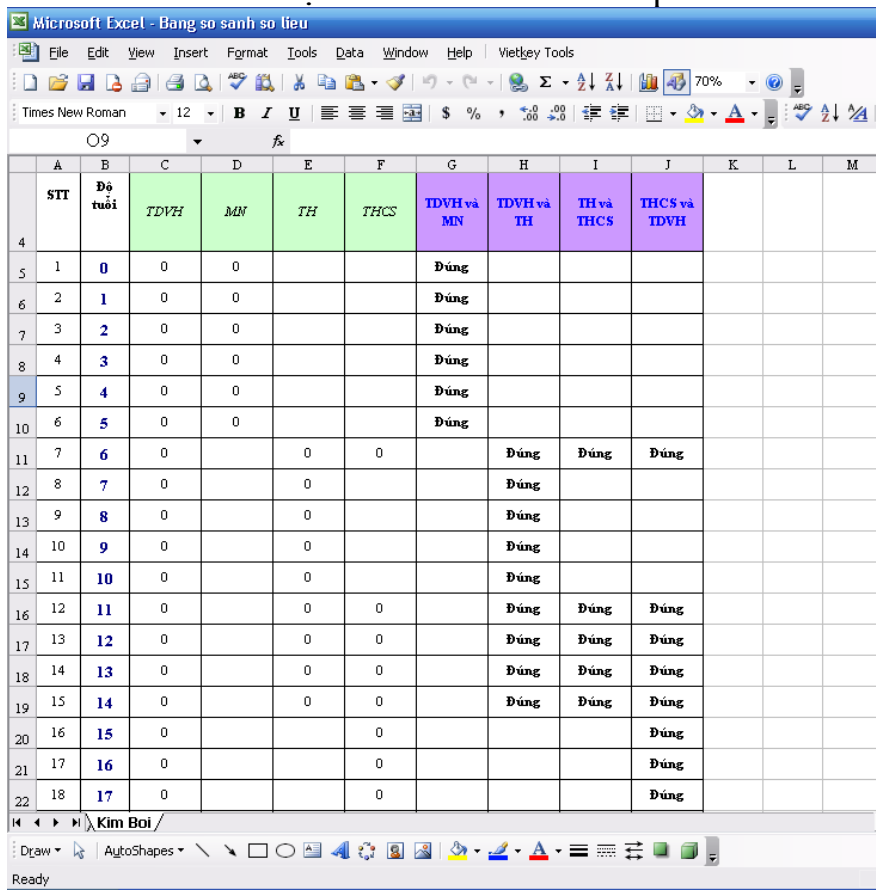 Microsoft Excel - Bang so sanh so lieu
File Edit View Insert Format Tools Data Window Help Vietkey Tools
70%
Times New Roman 12 B I U $ % ,
O9 fx
A B C D E F G H I J K L M
4 STT Độ tuổi TDVH MN TH THCS TDVH và MN TDVH và TH TH và THCS THCS và TDVH
5 1 0 0 0 Đúng
6 2 1 0 0 Đúng
7 3 2 0 0 Đúng
8 4 3 0 0 Đúng
9 5 4 0 0 Đúng
10 6 5 0 0 Đúng
11 7 6 0 0 0 Đúng Đúng Đúng
12 8 7 0 0 Đúng
13 9 8 0 0 Đúng
14 10 9 0 0 Đúng
15 11 10 0 0 Đúng
16 12 11 0 0 0 Đúng Đúng Đúng
17 13 12 0 0 0 Đúng Đúng Đúng
18 14 13 0 0 0 Đúng Đúng Đúng
19 15 14 0 0 0 Đúng Đúng Đúng
20 16 15 0 0 Đúng
21 17 16 0 0 Đúng
22 18 17 0 0 Đúng
Kim Boi
Draw AutoShapes
Ready